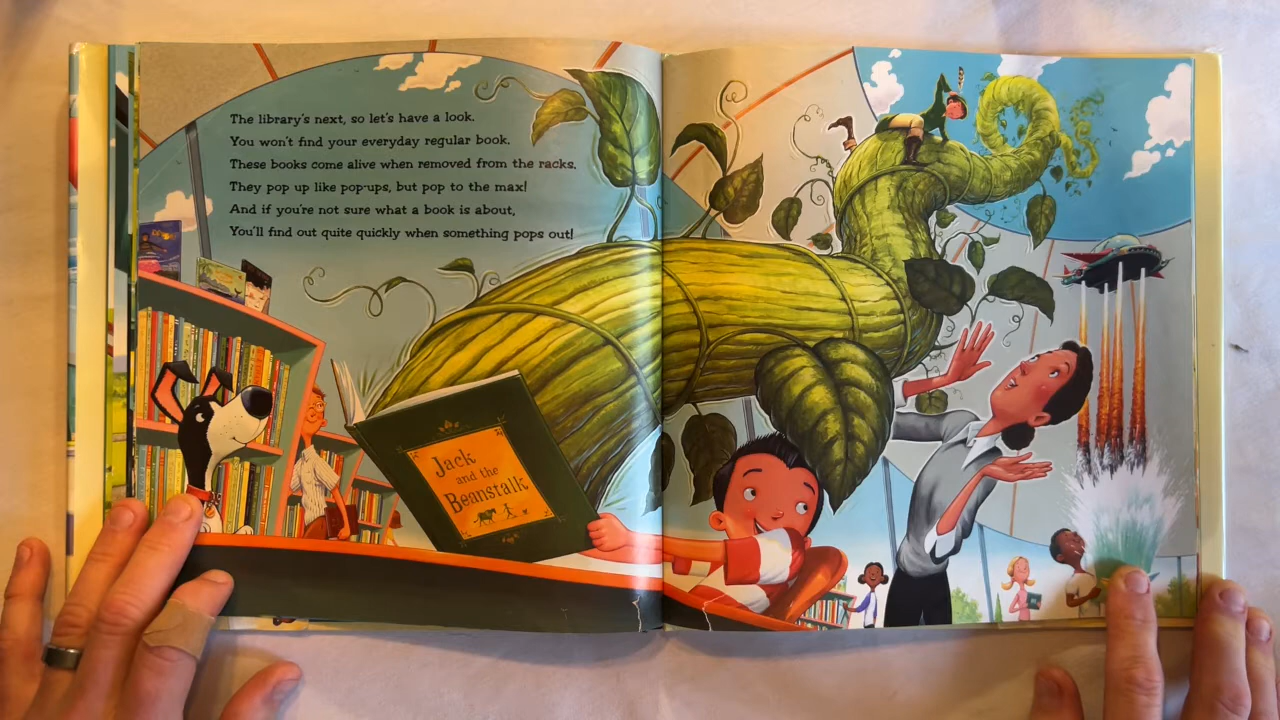 The library's next, so let's have a look.
You won't find your everyday regular book.
These books come alive when removed from the racks.
They pop up like pop-ups, but pop to the max!
And if you're not sure what a book is about,
You'll find out quite quickly when something pops out!
Jack
and the
Beanstalk